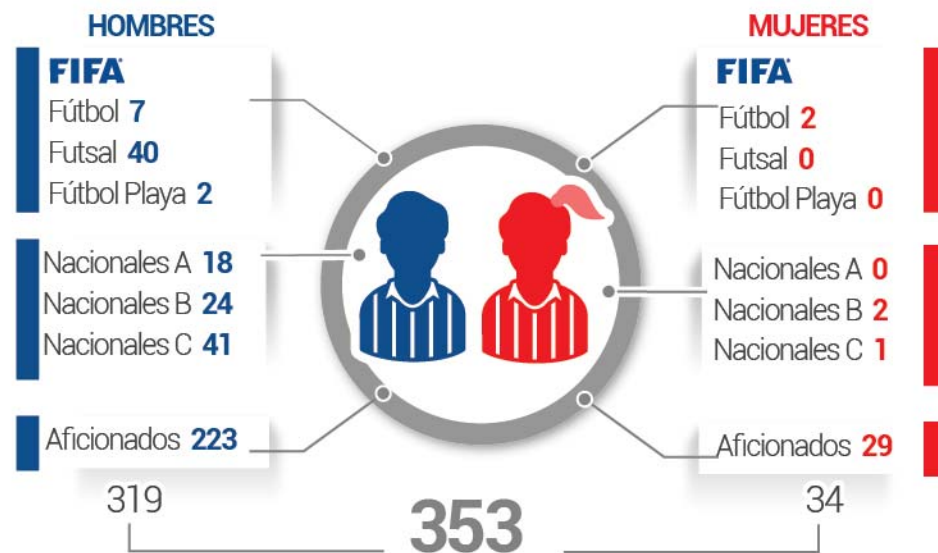 HOMBRES
FIFA
Fútbol 7
Futsal 40
Fútbol Playa 2
Nacionales A 18
Nacionales B 24
Nacionales C 41
Aficionados 223
319
MUJERES
FIFA
Fútbol 2
Futsal 0
Fútbol Playa 0
Nacionales A 0
Nacionales B 2
Nacionales C 1
Aficionados 29
34
353